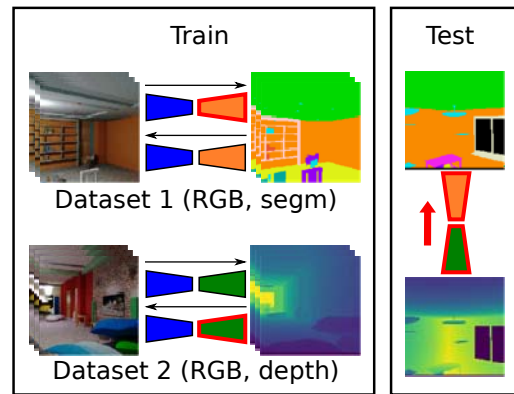 Train
Test
Dataset 1 (RGB, segm)
Dataset 2 (RGB, depth)